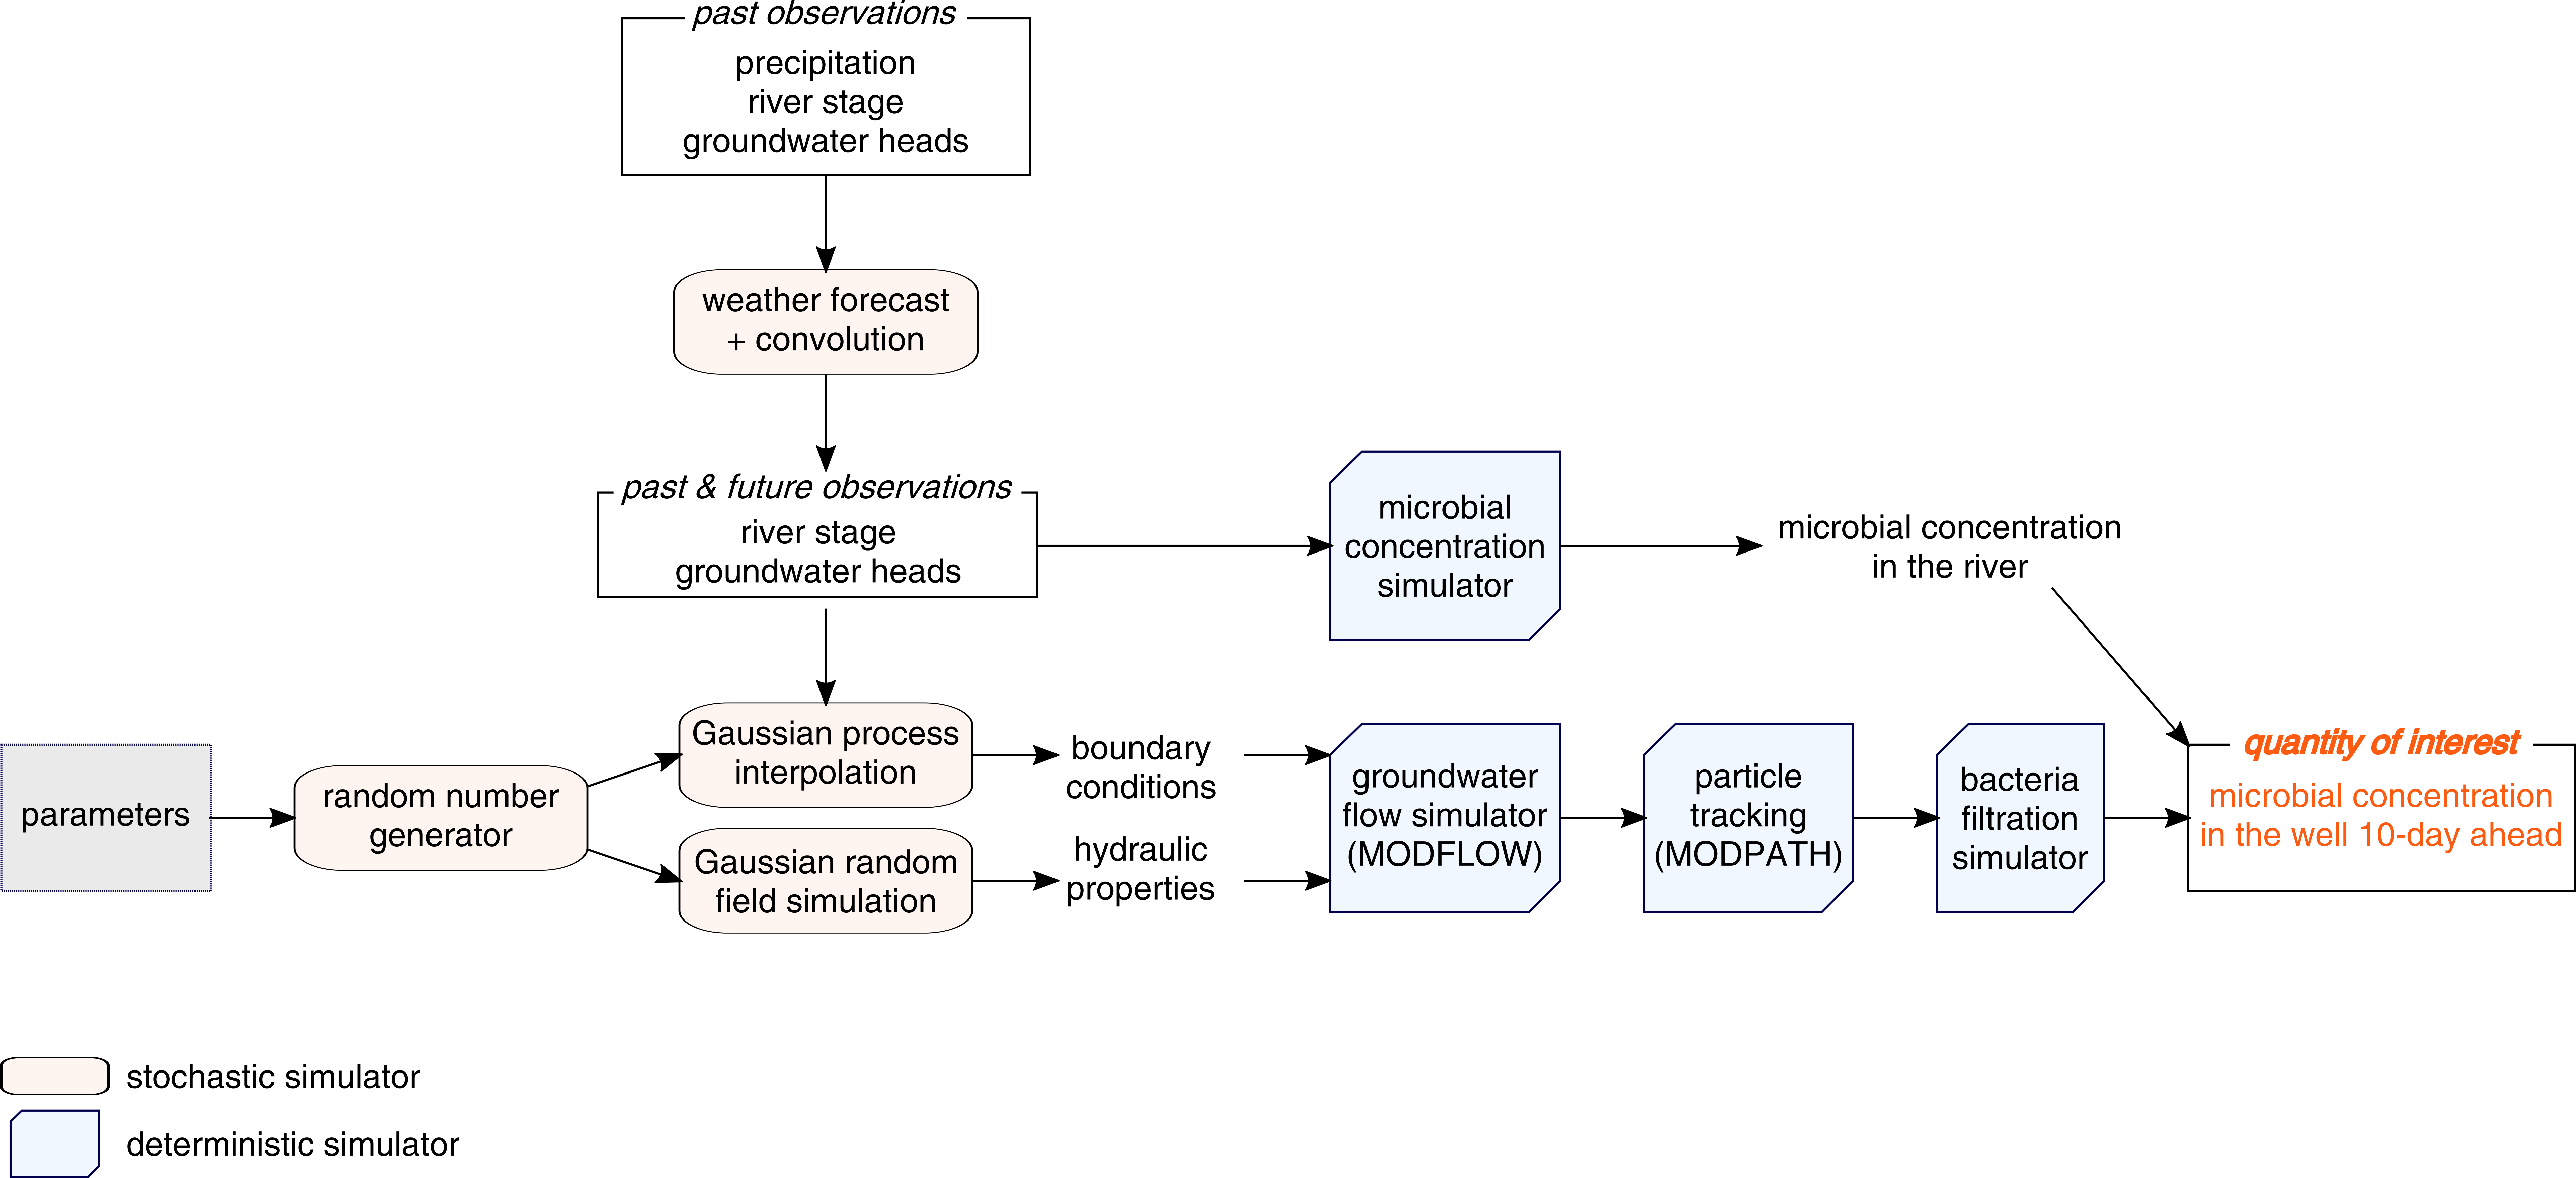 past observations
precipitation
river stage
groundwater heads
weather forecast
+ convolution
past & future observations
river stage
groundwater heads
microbial
concentration
simulator
microbial concentration
in the river
parameters
random number
generator
Gaussian process
interpolation
Gaussian random
field simulation
boundary
conditions
hydraulic
properties
groundwater
flow simulator
(MODFLOW)
particle
tracking
(MODPATH)
bacteria
filtration
simulator
quantity of interest
microbial concentration
in the well 10-day ahead
stochastic simulator
deterministic simulator